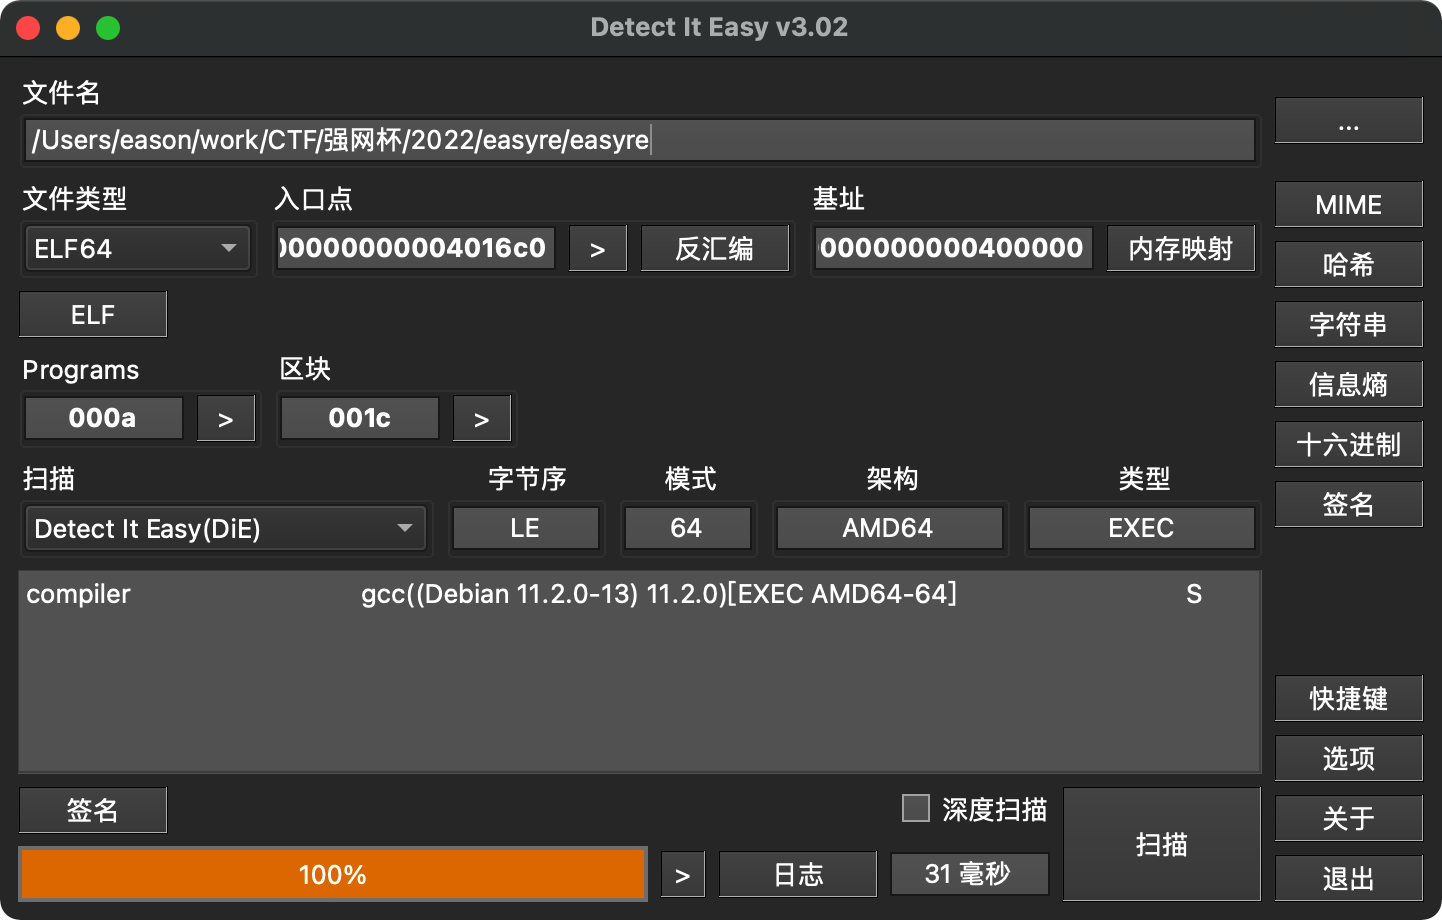 Detect It Easy v3.02
文件名
/Users/eason/work/CTF/强网杯/2022/easyre/easyre
...
文件类型 入口点 基址
ELF64 00000000004016c0 > 反汇编 000000000400000 内存映射
MIME
哈希
ELF
字符串
Programs 区块
信息熵
000a > 001c >
十六进制
扫描 字节序 模式 架构 类型
签名
Detect It Easy(DiE) LE 64 AMD64 EXEC
compiler gcc((Debian 11.2.0-13) 11.2.0)[EXEC AMD64-64] S
快捷键
选项
签名 深度扫描 扫描
关于
100% > 日志 31 毫秒
退出